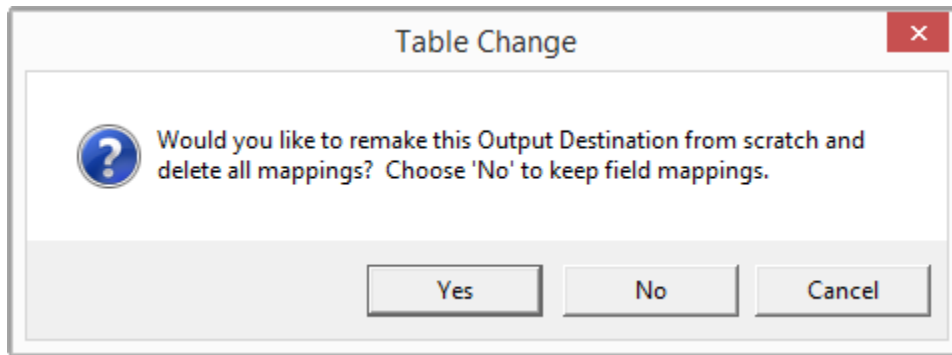 Table Change
Would you like to remake this Output Destination from scratch and
delete all mappings?  Choose 'No' to keep field mappings.
Yes No Cancel